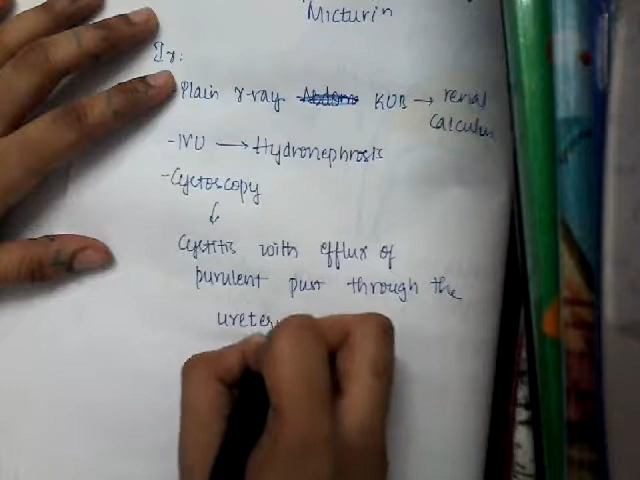 Micturin
Ix:
Plain x-ray KUB → renal
calculus
- IVU → Hydronephrosis
- Cystoscopy
↓
Cystitis with efflux of
purulent pus through the
ureter